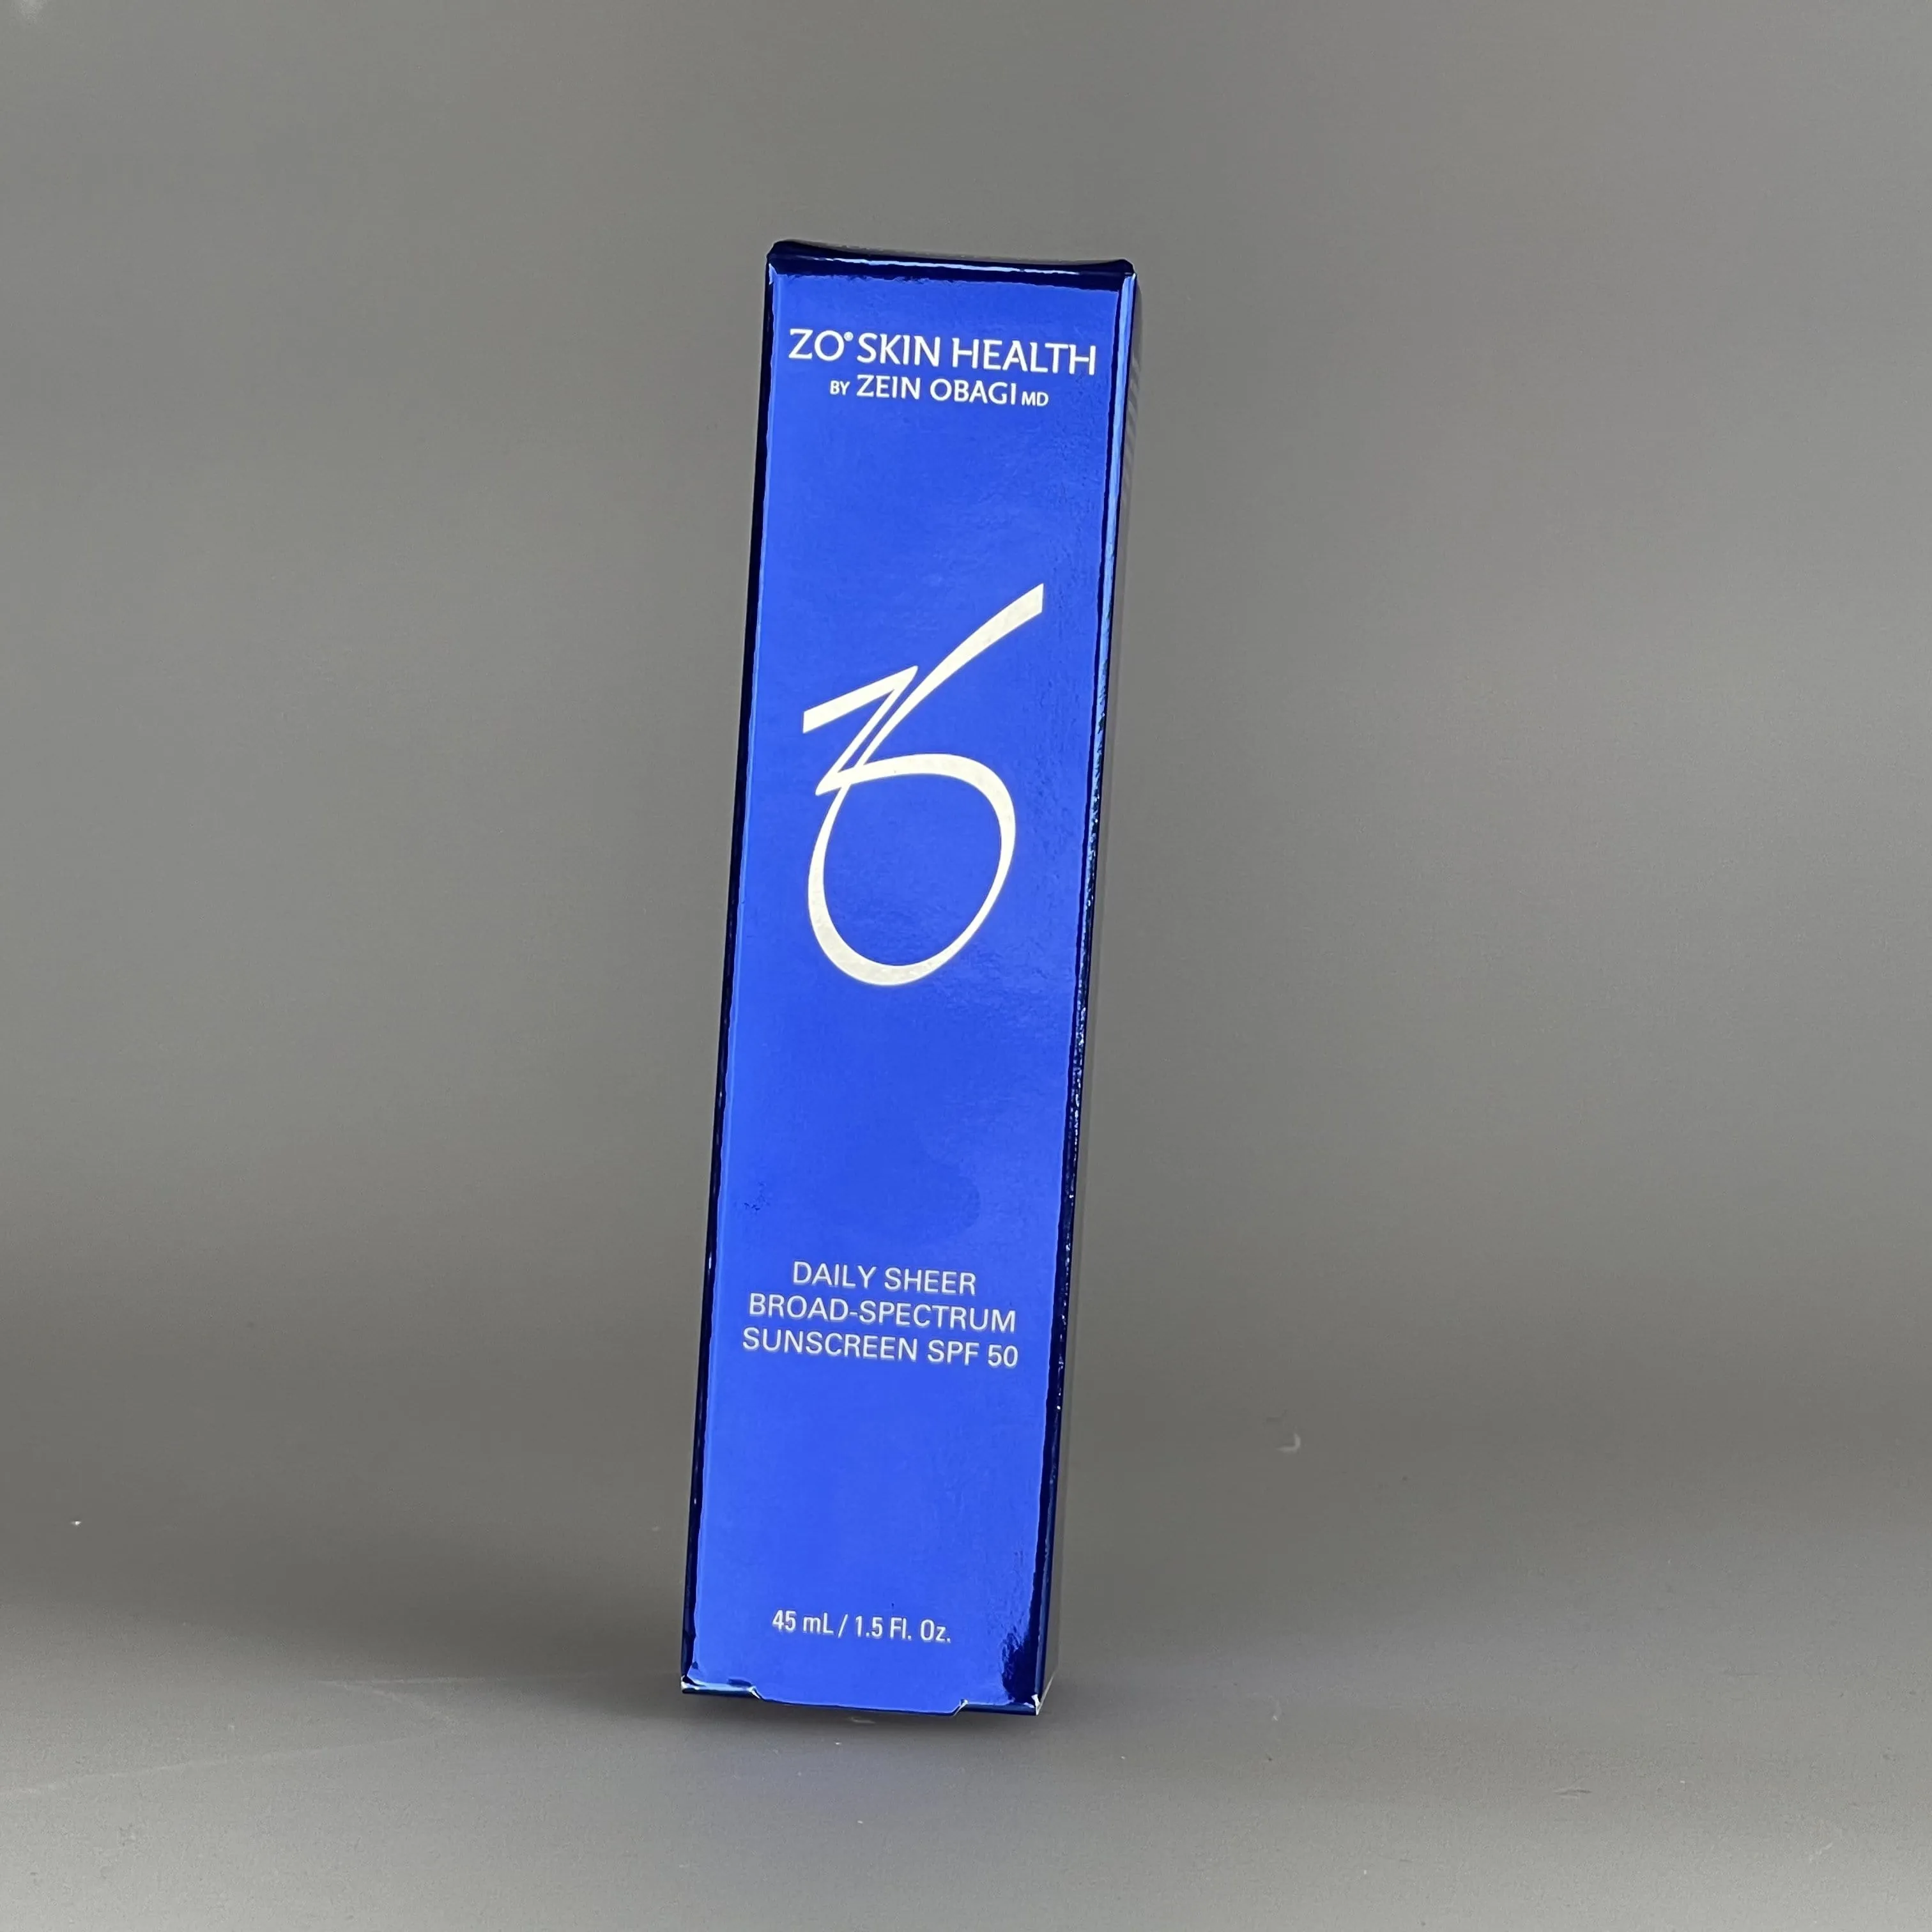 ZO® SKIN HEALTH
BY ZEIN OBAGI MD
ZO
DAILY SHEER
BROAD-SPECTRUM
SUNSCREEN SPF 50
45 mL / 1.5 Fl. Oz.